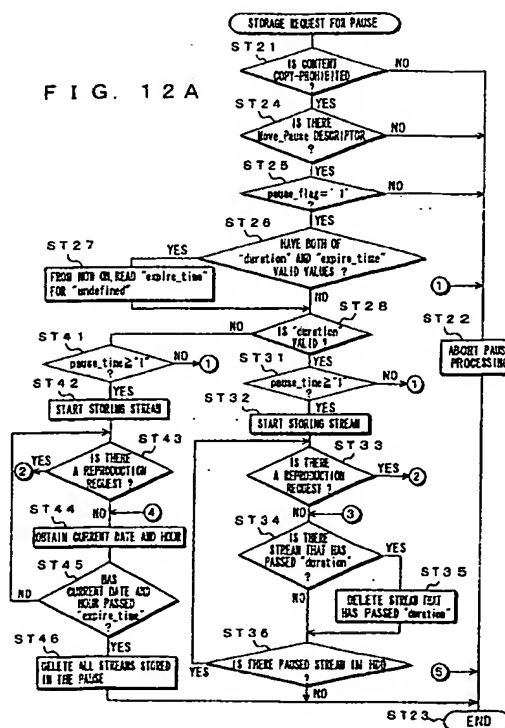 STORAGE REQUEST FOR PAUSE
FIG. 12A
ST21
IS CONTENT
COPY-PROHIBITED
?
NO
YES
ST24
IS THERE
Move_Pause DESCRIPTOR
?
NO
YES
ST25
pause_flag="1"
?
NO
YES
ST26
HAVE BOTH OF
"duration" AND "expire_time"
VALID VALUES ?
YES
NO
ST27
FROM NOW ON, READ "expire_time"
FOR "undefined"
1
ST28
IS "duration"
VALID ?
NO
YES
ST22
ABORT PAUSE
PROCESSING
ST41
pause_time≥"1"
?
NO
1
YES
ST31
pause_time≥"1"
?
NO
1
YES
ST42
START STORING STREAM
ST32
START STORING STREAM
ST43
IS THERE
A REPRODUCTION
REQUEST ?
YES
2
NO
4
ST33
IS THERE
A REPRODUCTION
REQUEST ?
YES
2
NO
3
ST44
OBTAIN CURRENT DATE AND HOUR
ST34
IS THERE
STREAM THAT HAS
PASSED "duration"
?
YES
NO
ST35
DELETE STREAM THAT
HAS PASSED "duration"
ST45
HAS
CURRENT DATE AND
HOUR PASSED
"expire_time"
?
NO
YES
ST46
DELETE ALL STREAMS STORED
IN THE PAUSE
ST36
IS THERE PAUSED STREAM IN HDD
?
YES
NO
5
ST23
END